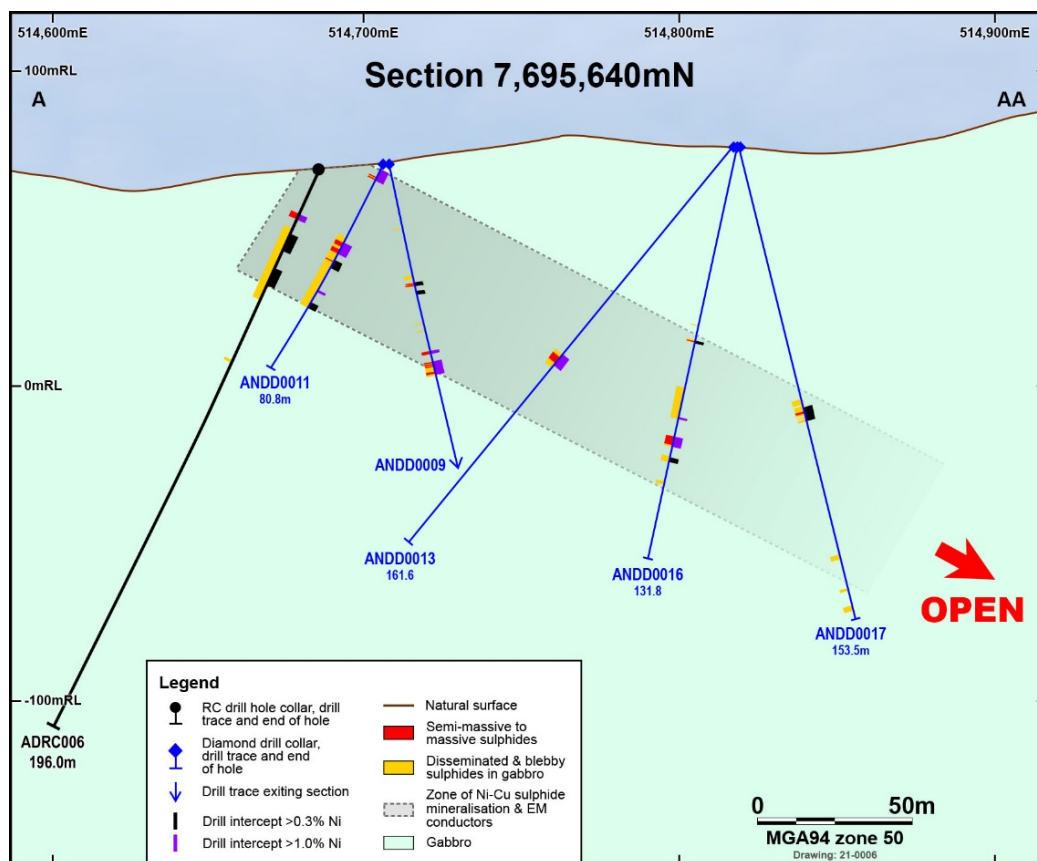 514,600mE
514,700mE
514,800mE
514,900mE
100mRL
Section 7,695,640mN
A
AA
0mRL
ANDD0011
80.8m
ANDD0009
ANDD0013
161.6
ANDD0016
131.8
ANDD0017
153.5m
OPEN
-100mRL
ADRC006
196.0m
Legend
RC drill hole collar, drill
trace and end of hole
Diamond drill collar,
drill trace and end
of hole
Drill trace exiting section
Drill intercept >0.3% Ni
Drill intercept >1.0% Ni
Natural surface
Semi-massive to
massive sulphides
Disseminated & blebby
sulphides in gabbro
Zone of Ni-Cu sulphide
mineralisation & EM
conductors
Gabbro
0
50m
MGA94 zone 50
Drawing: 21-0006